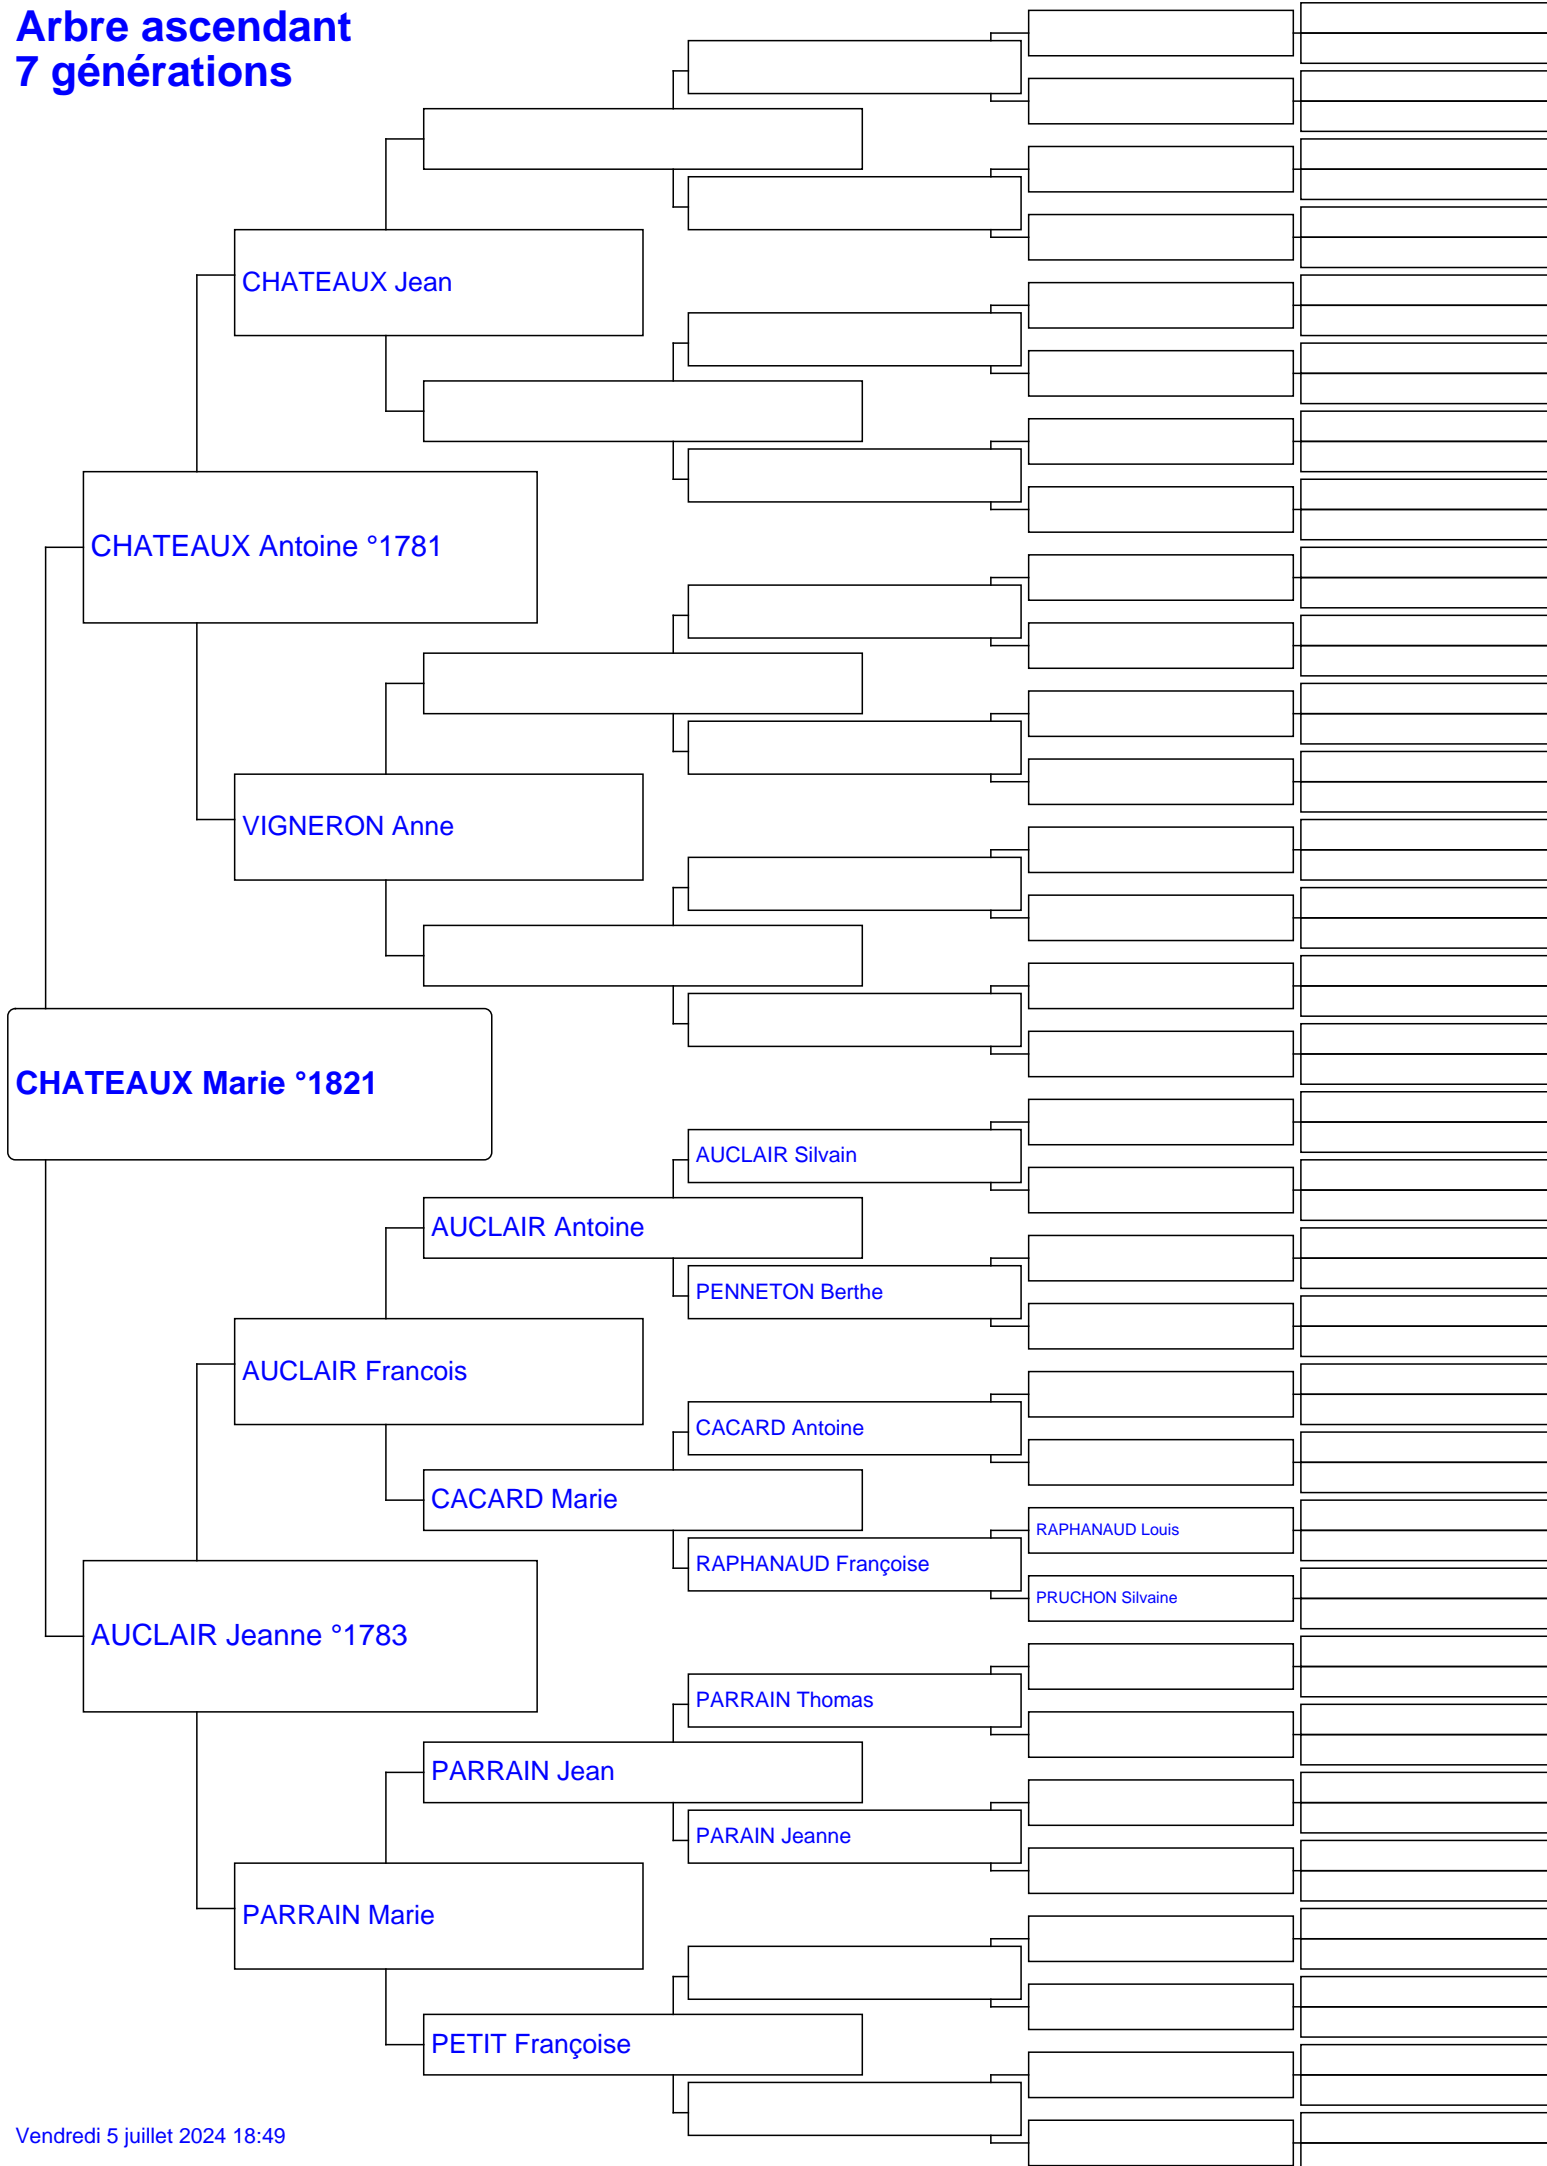 Arbre ascendant
7 générations
CHATEAUX Jean
CHATEAUX Antoine °1781
VIGNERON Anne
CHATEAUX Marie °1821
AUCLAIR Silvain
AUCLAIR Antoine
PENNETON Berthe
AUCLAIR Francois
CACARD Antoine
CACARD Marie
RAPHANAUD Louis
RAPHANAUD Françoise
PRUCHON Silvaine
AUCLAIR Jeanne °1783
PARRAIN Thomas
PARRAIN Jean
PARAIN Jeanne
PARRAIN Marie
PETIT Françoise
Vendredi 5 juillet 2024 18:49